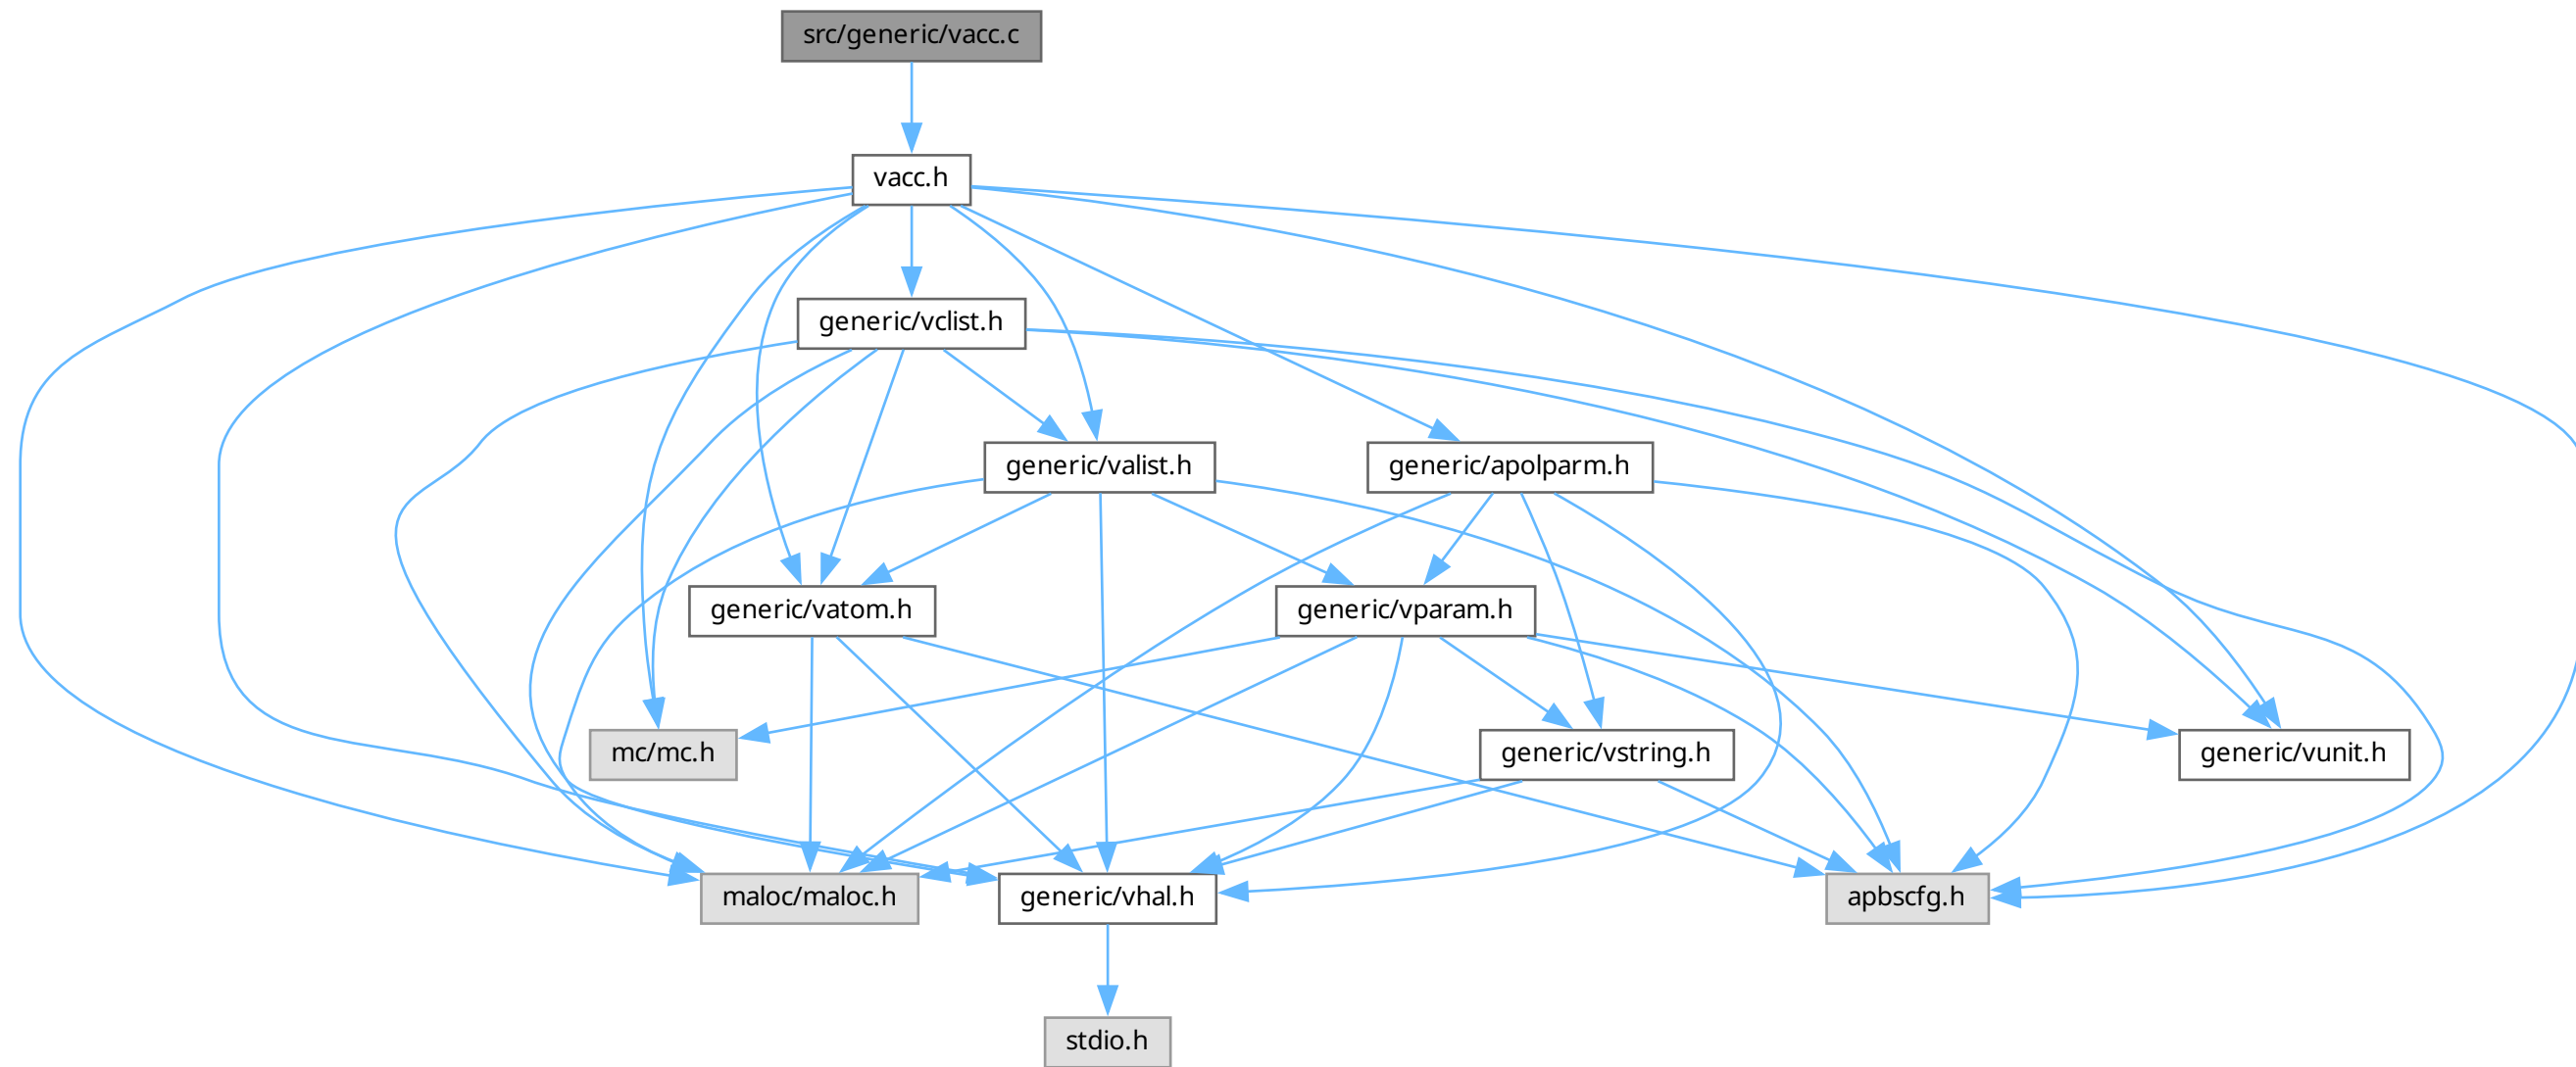 src/generic/vacc.c
vacc.h
generic/vclist.h
generic/valist.h
generic/apolparm.h
generic/vatom.h
generic/vparam.h
mc/mc.h
generic/vstring.h
generic/vunit.h
maloc/maloc.h
generic/vhal.h
apbscfg.h
stdio.h